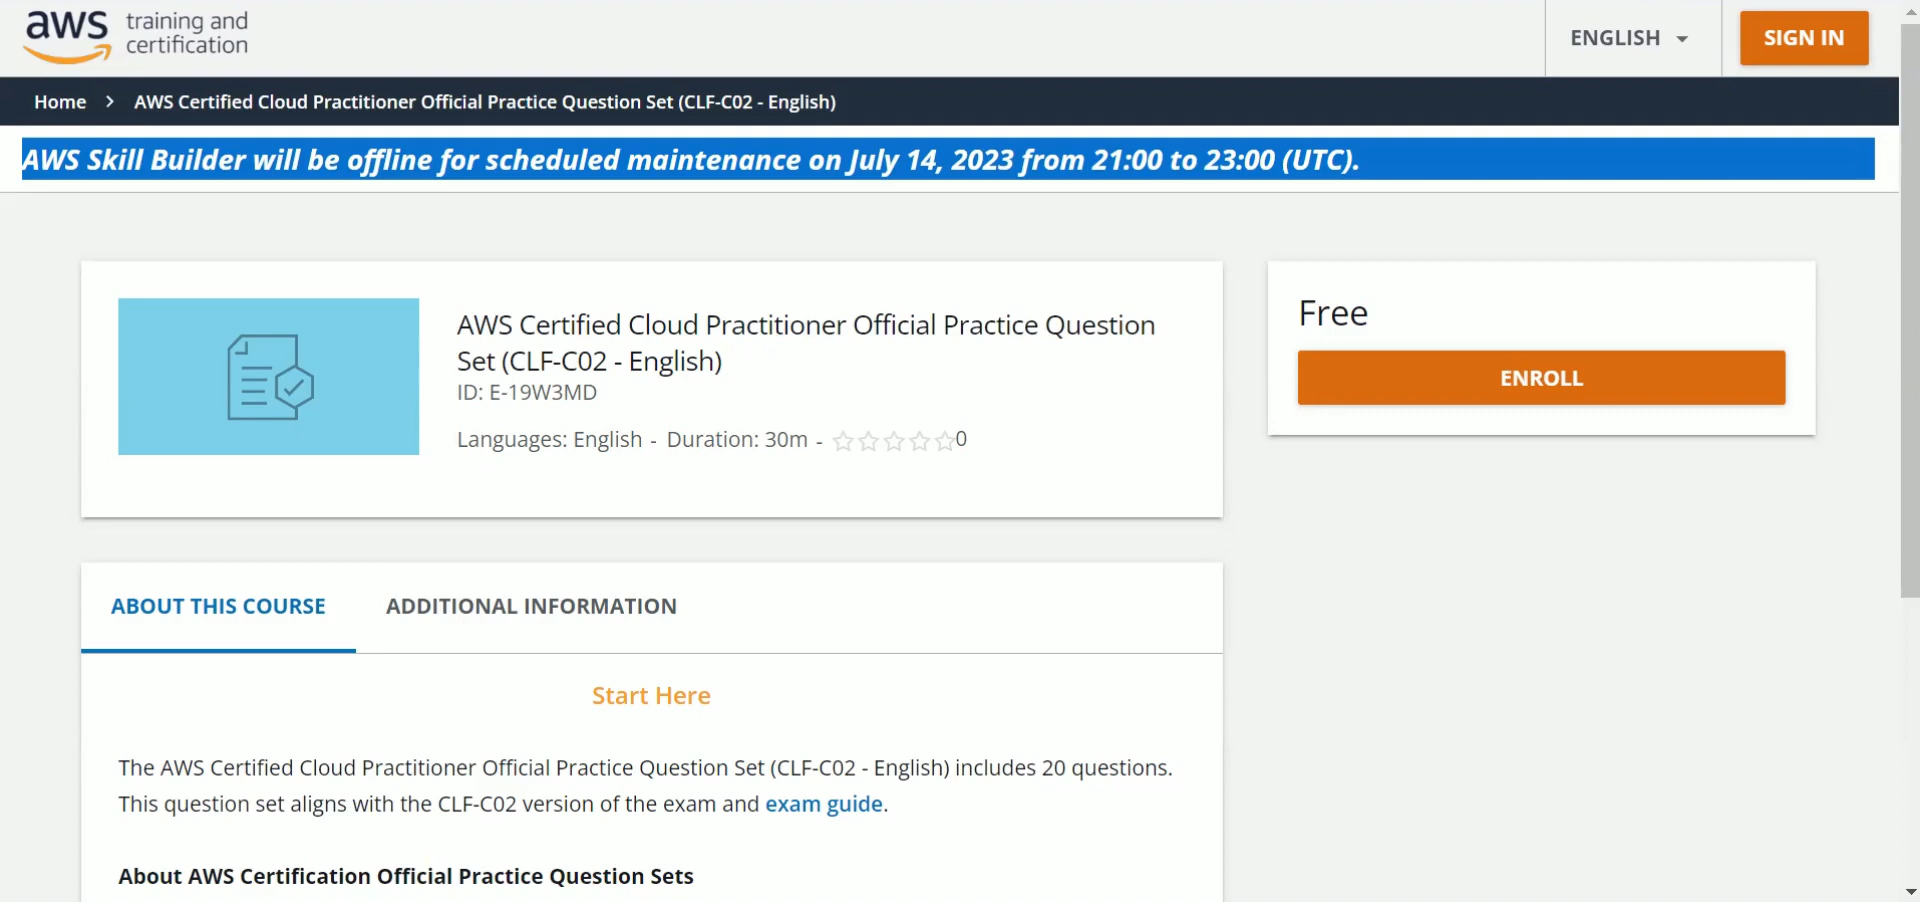 aws training and certification
ENGLISH
SIGN IN
Home > AWS Certified Cloud Practitioner Official Practice Question Set (CLF-C02 - English)
AWS Skill Builder will be offline for scheduled maintenance on July 14, 2023 from 21:00 to 23:00 (UTC).
AWS Certified Cloud Practitioner Official Practice Question
Set (CLF-C02 - English)
ID: E-19W3MD
Languages: English - Duration: 30m - 0
Free
ENROLL
ABOUT THIS COURSE
ADDITIONAL INFORMATION
Start Here
The AWS Certified Cloud Practitioner Official Practice Question Set (CLF-C02 - English) includes 20 questions.
This question set aligns with the CLF-C02 version of the exam and exam guide.
About AWS Certification Official Practice Question Sets